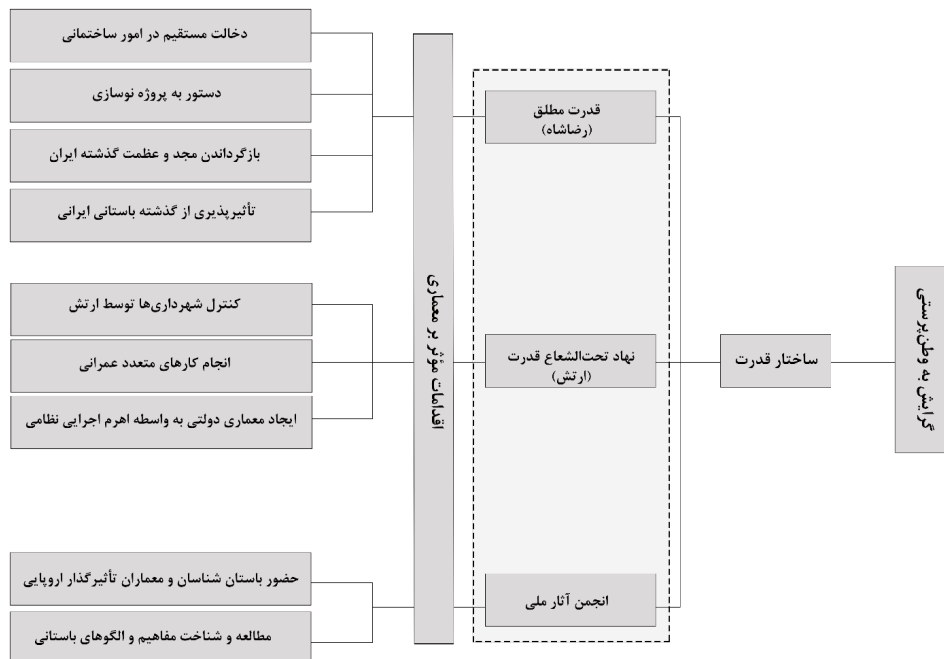 گرایش به وطن‌پرستی
ساختار قدرت
قدرت مطلق
(رضاشاه)
نهاد تحت‌الشعاع قدرت
(ارتش)
انجمن آثار ملی
اقدامات مؤثر بر معماری
دخالت مستقیم در امور ساختمانی
دستور به پروژه نوسازی
بازگرداندن مجد و عظمت گذشته ایران
تأثیرپذیری از گذشته باستانی ایرانی
کنترل شهرداری‌ها توسط ارتش
انجام کارهای متعدد عمرانی
ایجاد معماری دولتی به واسطه اهرم اجرایی نظامی
حضور باستان شناسان و معماران تأثیرگذار اروپایی
مطالعه و شناخت مفاهیم و الگوهای باستانی